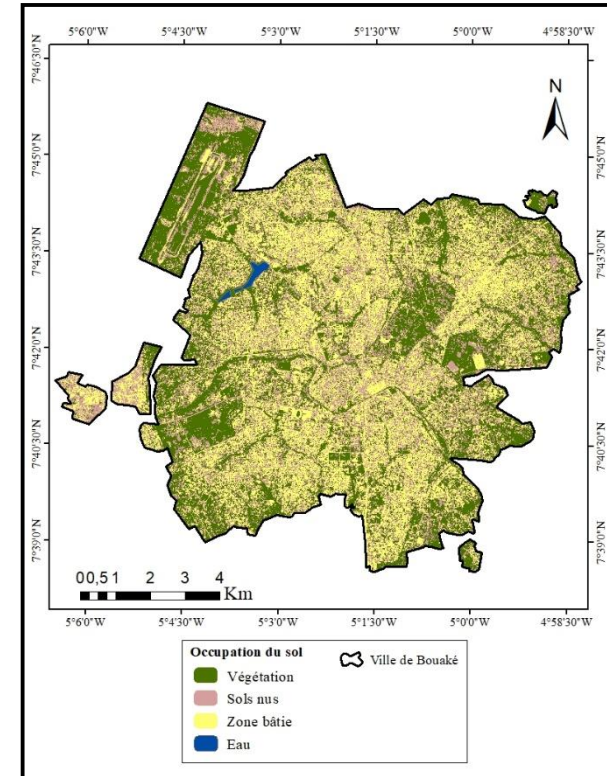 5°6'0"W 5°4'30"W 5°3'0"W 5°1'30"W 5°0'0"W 4°58'30"W
7°46'30"N
N
7°45'0"N 7°45'0"N
7°43'30"N 7°43'30"N
7°42'0"N 7°42'0"N
7°40'30"N 7°40'30"N
7°39'0"N 7°39'0"N
00,51 2 3 4
Km
5°6'0"W 5°4'30"W 5°3'0"W 5°1'30"W 5°0'0"W 4°58'30"W
Occupation du sol
Ville de Bouaké
Végétation
Sols nus
Zone bâtie
Eau